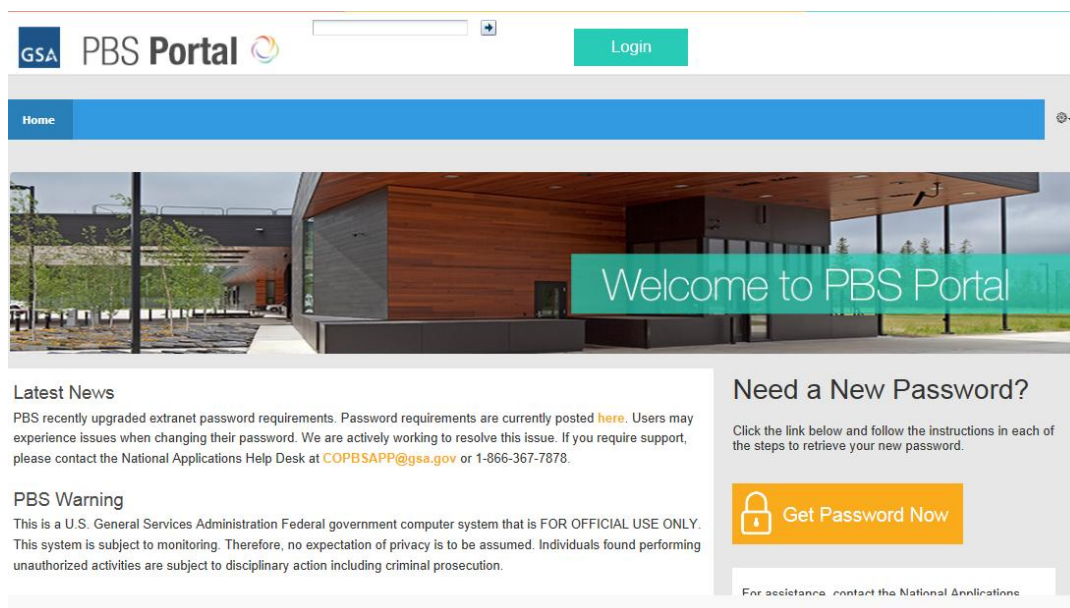 GSA PBS Portal
Login
Home
Welcome to PBS Portal
Latest News
PBS recently upgraded extranet password requirements. Password requirements are currently posted here. Users may
experience issues when changing their password. We are actively working to resolve this issue. If you require support,
please contact the National Applications Help Desk at COPBSAPP@gsa.gov or 1-866-367-7878.
PBS Warning
This is a U.S. General Services Administration Federal government computer system that is FOR OFFICIAL USE ONLY.
This system is subject to monitoring. Therefore, no expectation of privacy is to be assumed. Individuals found performing
unauthorized activities are subject to disciplinary action including criminal prosecution.
Need a New Password?
Click the link below and follow the instructions in each of
the steps to retrieve your new password.
Get Password Now
For assistance, contact the National Applications